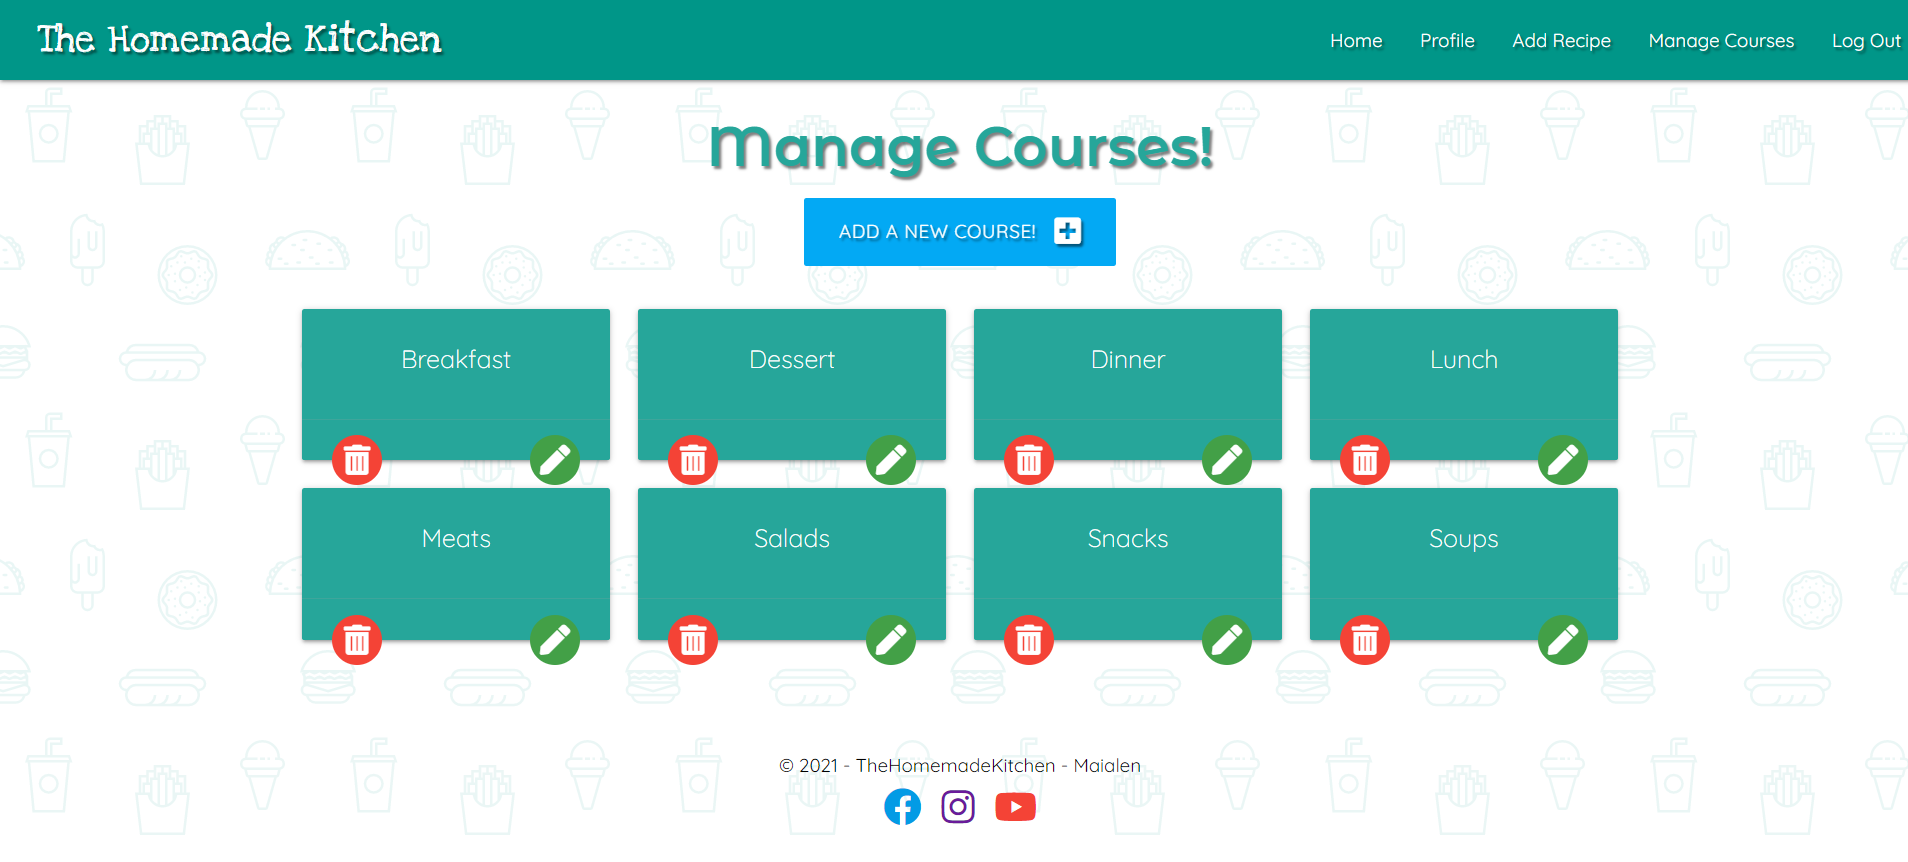 The Homemade Kitchen
Home Profile Add Recipe Manage Courses Log Out
Manage Courses!
ADD A NEW COURSE!
Breakfast Dessert Dinner Lunch
Meats Salads Snacks Soups
© 2021 - TheHomemadeKitchen - Maialen